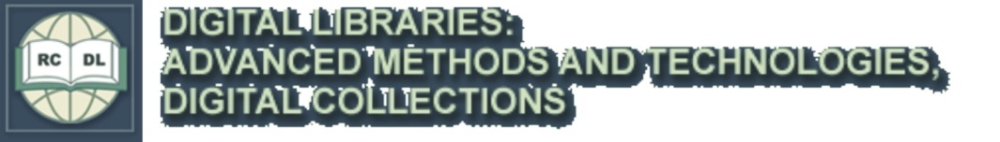 RC DL
DIGITAL LIBRARIES:
ADVANCED METHODS AND TECHNOLOGIES,
DIGITAL COLLECTIONS